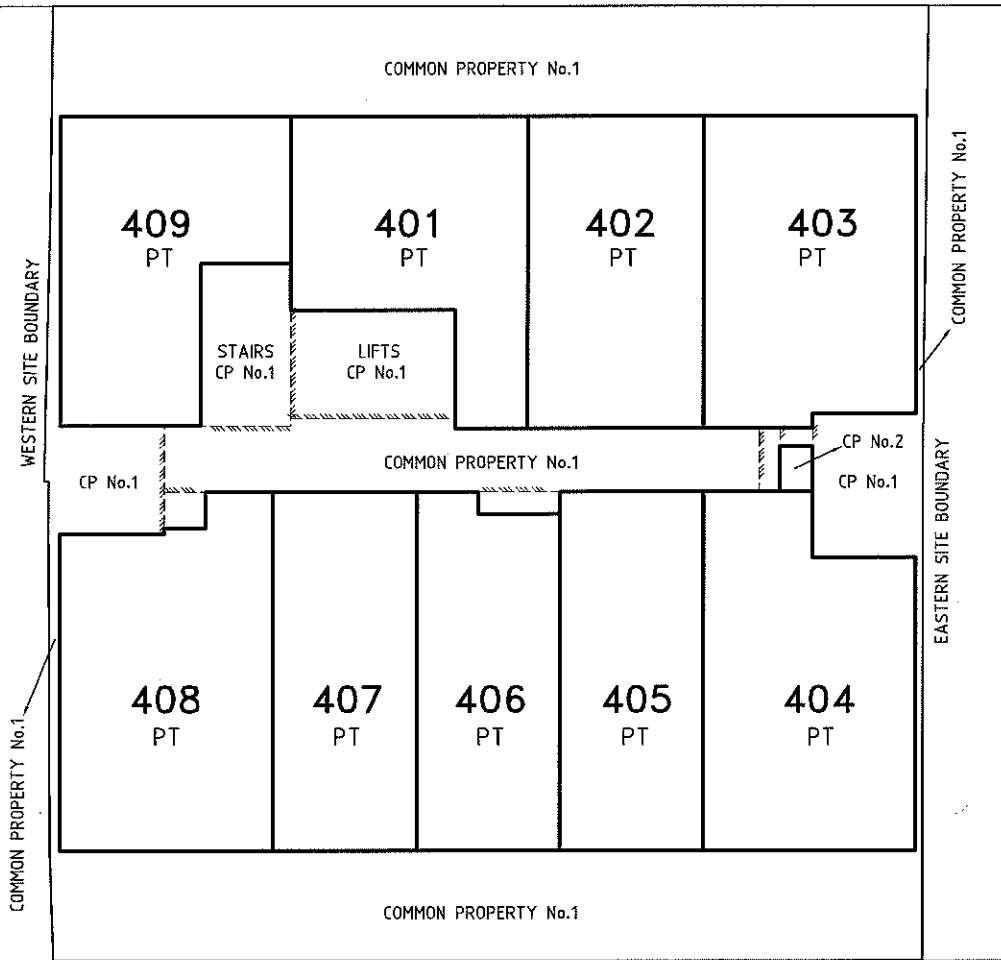 COMMON PROPERTY No.1
409
PT
401
PT
402
PT
403
PT
COMMON PROPERTY No.1
WESTERN SITE BOUNDARY
STAIRS
CP No.1
LIFTS
CP No.1
CP No.2
COMMON PROPERTY No.1
CP No.1
CP No.1
EASTERN SITE BOUNDARY
408
PT
407
PT
406
PT
405
PT
404
PT
COMMON PROPERTY No.1
COMMON PROPERTY No.1